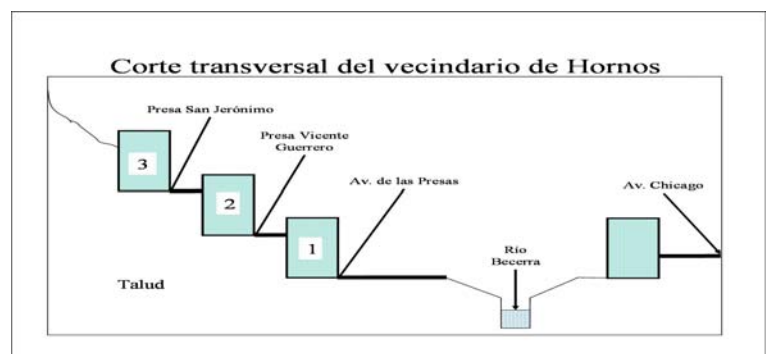 Corte transversal del vecindario de Hornos
Presa San Jerónimo
Presa Vicente
Guerrero
Av. de las Presas
Av. Chicago
3
2
1
Río
Becerra
Talud